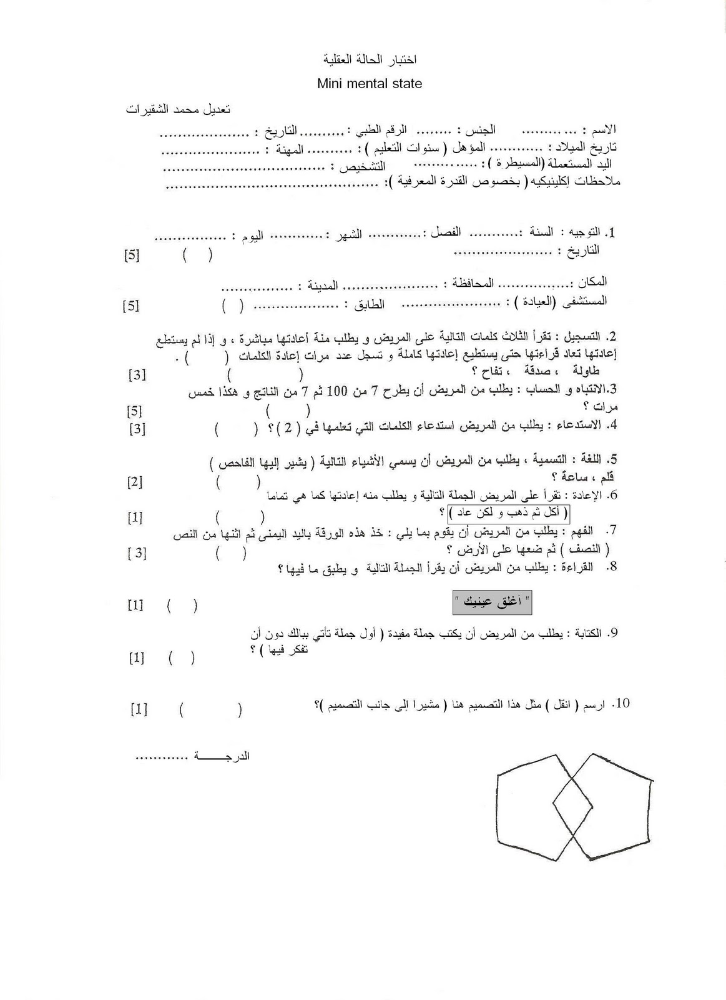 اختبار الحالة العقلية
Mini mental state
تعديل محمد الشقيرات
الاسم : ... ......... الجنس : ........ الرقم الطبي : .......... التاريخ : ....................
تاريخ الميلاد : ............ المؤهل ( سنوات التعليم ) : .......... المهنة : ......................
اليد المستعملة (المسيطرة ) : .............. التشخيص : ....................................
ملاحظات إكلينيكيه ( بخصوص القدرة المعرفية ): ...............................................
1. التوجيه : السنة : ........... الفصل : ............ الشهر : ............ اليوم : ................
التاريخ : ...................... ( ) [5]
المكان : ................ المحافظة : ..................... المدينة : ................
المستشفى (العيادة ) : ...................... الطابق : ................... ( ) [5]
2. التسجيل : تقرأ الثلاث كلمات التالية على المريض و يطلب منة أعادتها مباشرة ، و إذا لم يستطع
إعادتها تعاد قراءتها حتى يستطيع إعادتها كاملة و تسجل عدد مرات إعادة الكلمات ( ) .
طاولة ، صدقة ، تفاح ؟ ( ) [3]
3.الانتباه و الحساب : يطلب من المريض أن يطرح 7 من 100 ثم 7 من الناتج و هكذا خمس
مرات ؟ ( ) [5]
4. الاستدعاء : يطلب من المريض استدعاء الكلمات التي تعلمها في ( 2 ) ؟ ( ) [3]
5. اللغة : التسمية ، يطلب من المريض أن يسمي الأشياء التالية ( يشير إليها الفاحص )
قلم ، ساعة ؟ ( ) [2]
6. الإعادة : تقرأ على المريض الجملة التالية و يطلب منه إعادتها كما هي تماما
( أكل ثم ذهب و لكن عاد ) ؟ ( ) [1]
7. الفهم : يطلب من المريض أن يقوم بما يلي : خذ هذه الورقة باليد اليمنى ثم اثنها من النص
( النصف ) ثم ضعها على الأرض ؟ ( ) [ 3]
8. القراءة : يطلب من المريض أن يقرأ الجملة التالية و يطبق ما فيها ؟
" أغلق عينيك " ( ) [1]
9. الكتابة : يطلب من المريض أن يكتب جملة مفيدة ( أول جملة تأتي ببالك دون أن
تفكر فيها ) ؟ ( ) [1]
10. ارسم ( انقل ) مثل هذا التصميم هنا ( مشيرا إلى جانب التصميم )؟ ( ) [1]
الدرجـــــة ............